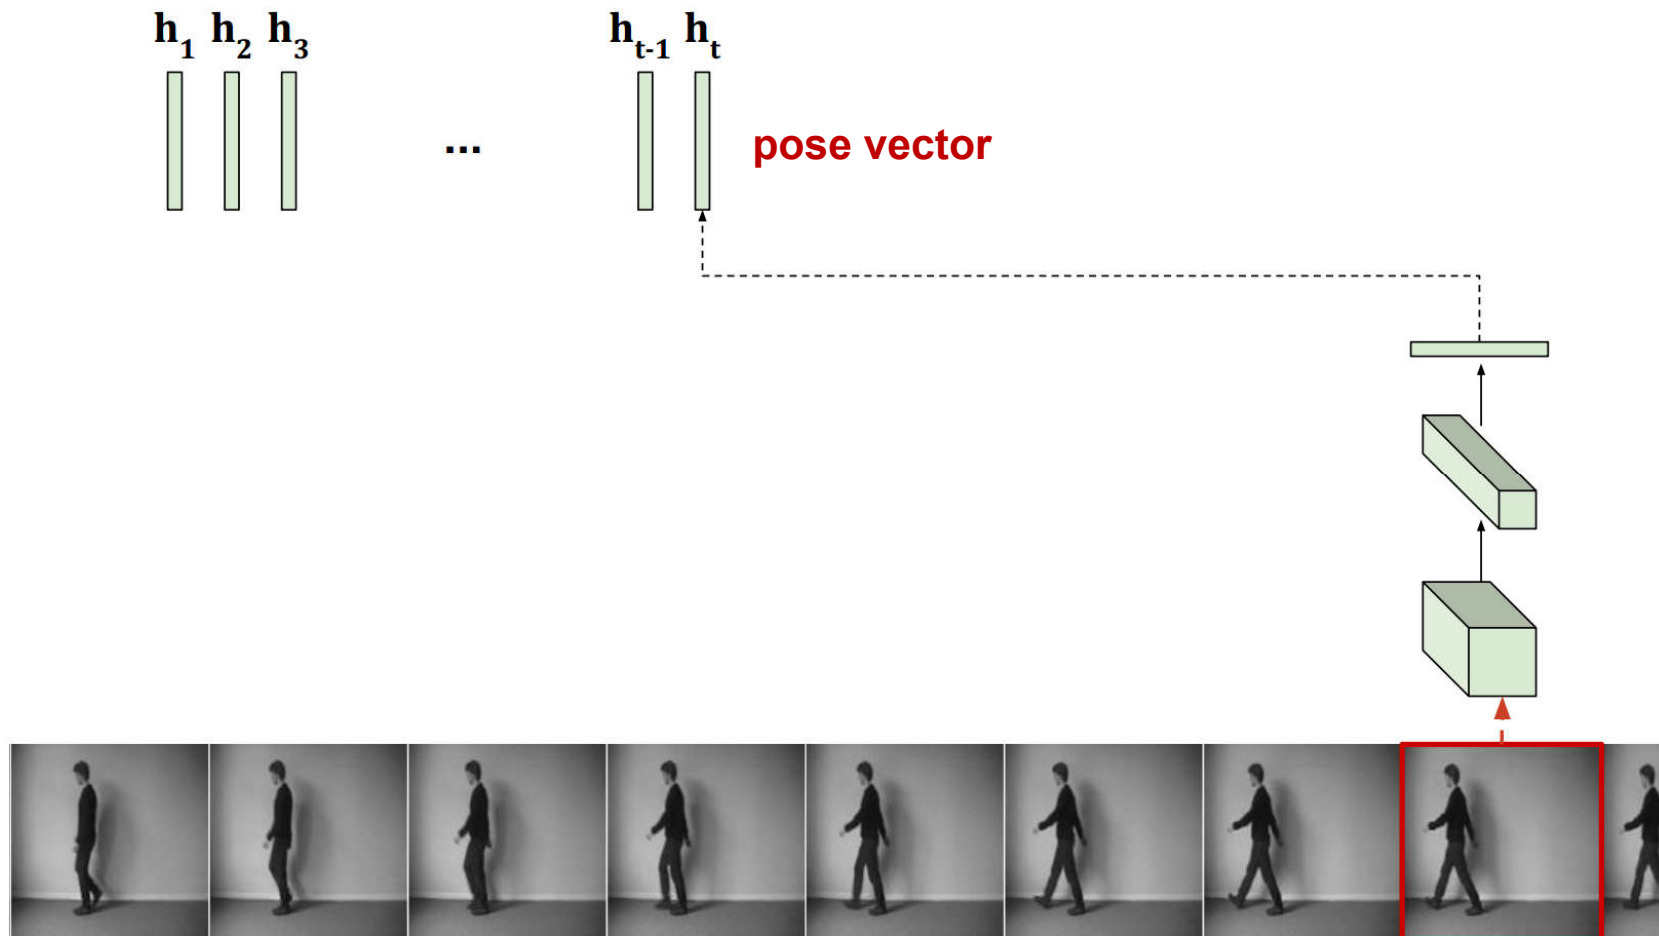 h₁ h₂ h₃ hₜ₋₁ hₜ
... pose vector